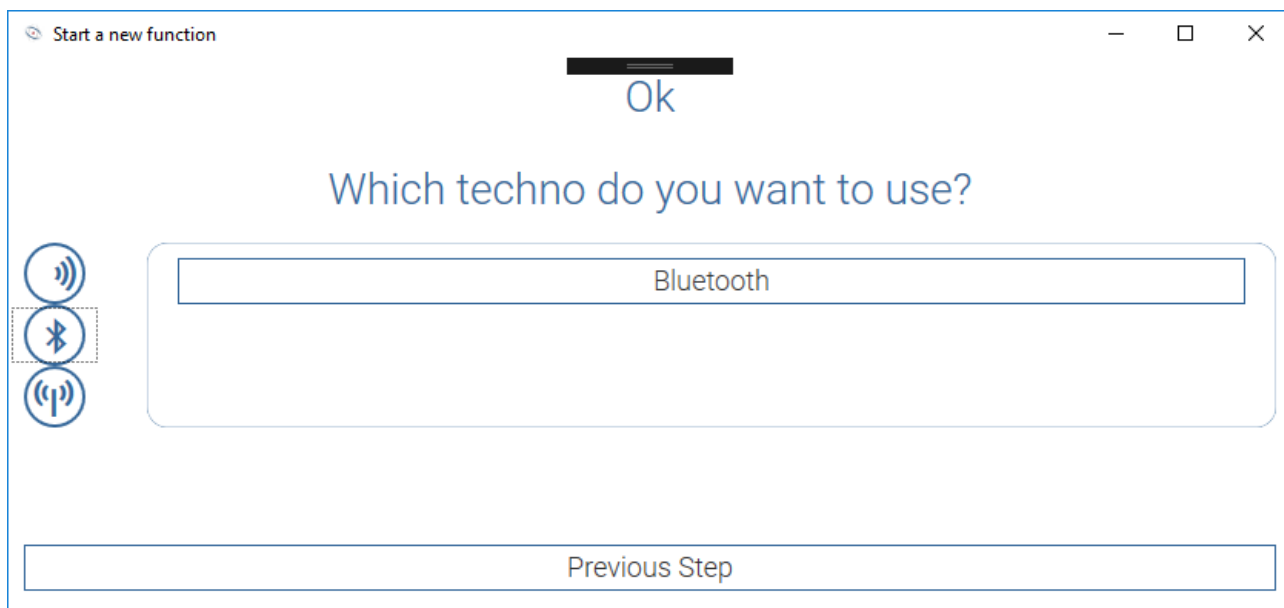 Start a new function
Ok
Which techno do you want to use?
Bluetooth
Previous Step